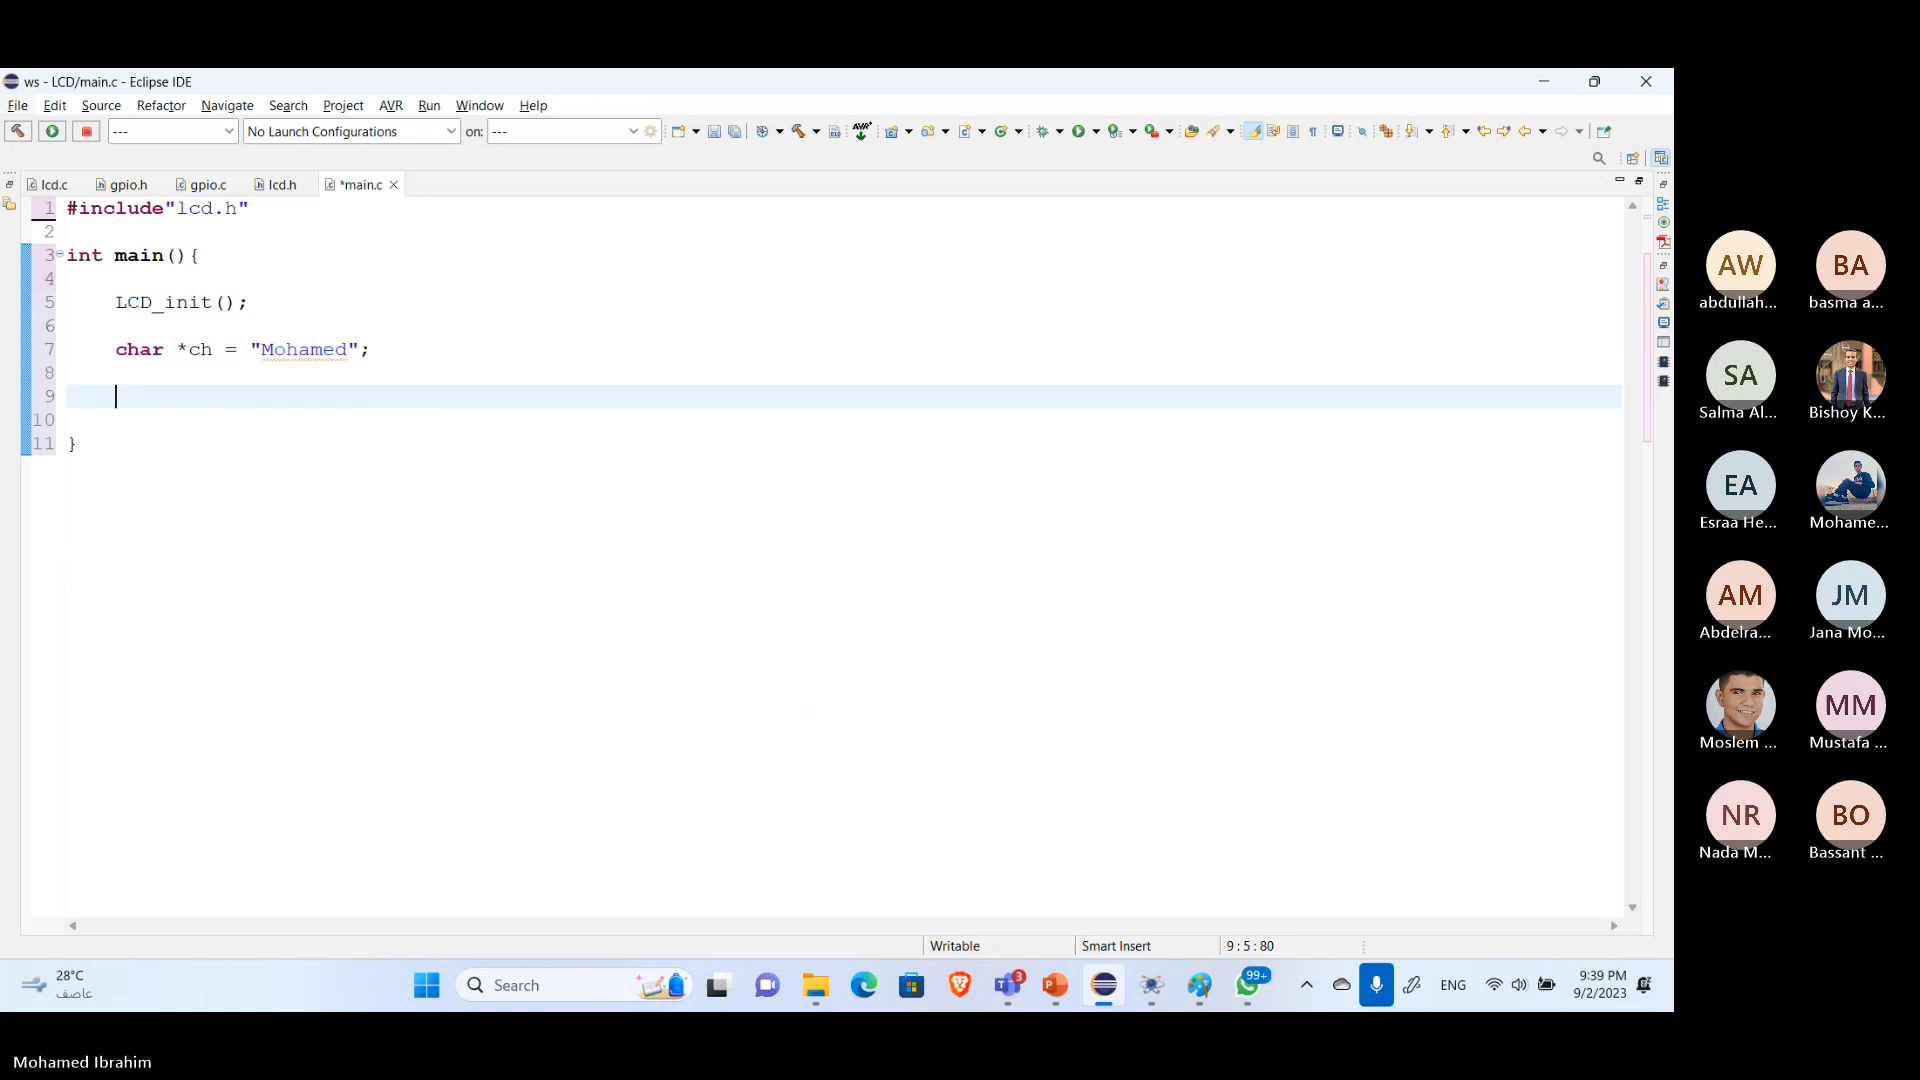 ws - LCD/main.c - Eclipse IDE
File Edit Source Refactor Navigate Search Project AVR Run Window Help
--- No Launch Configurations on: ---
lcd.c gpio.h gpio.c lcd.h *main.c
1 #include"lcd.h"
2
3 int main(){
4
5 LCD_init();
6
7 char *ch = "Mohamed";
8
9
10
11 }
AW BA
abdullah... basma a...
SA
Salma Al... Bishoy K...
EA
Esraa He... Mohame...
AM JM
Abdelra... Jana Mo...
MM
Moslem ... Mustafa ...
NR BO
Nada M... Bassant ...
Writable Smart Insert 9 : 5 : 80
28°C
عاصف
Search
3
99+
ENG
9:39 PM
9/2/2023
Mohamed Ibrahim